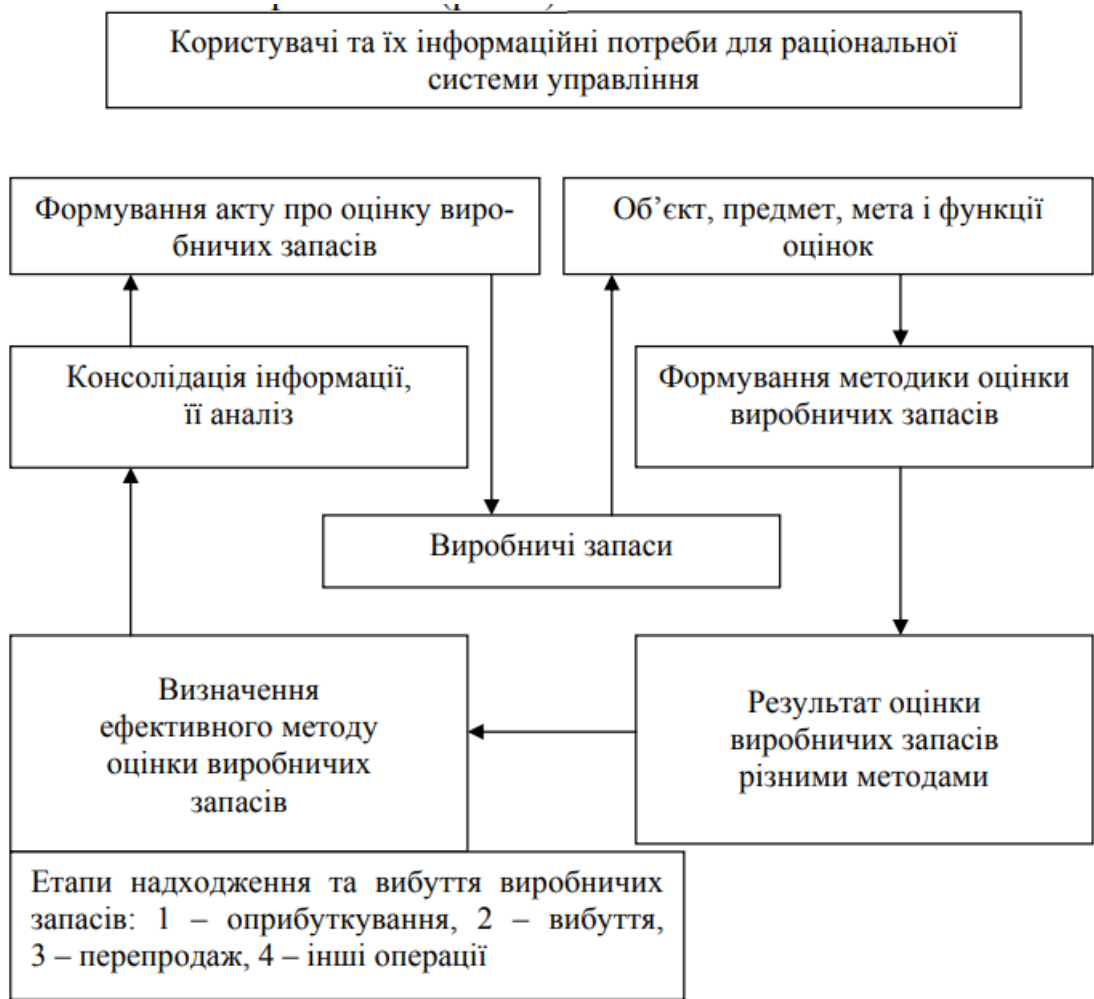 Користувачі та їх інформаційні потреби для раціональної
системи управління
Формування акту про оцінку виро-
бничих запасів
Об’єкт, предмет, мета і функції
оцінок
Консолідація інформації,
її аналіз
Формування методики оцінки
виробничих запасів
Виробничі запаси
Визначення
ефективного методу
оцінки виробничих
запасів
Результат оцінки
виробничих запасів
різними методами
Етапи надходження та вибуття виробничих
запасів: 1 – оприбуткування, 2 – вибуття,
3 – перепродаж, 4 – інші операції